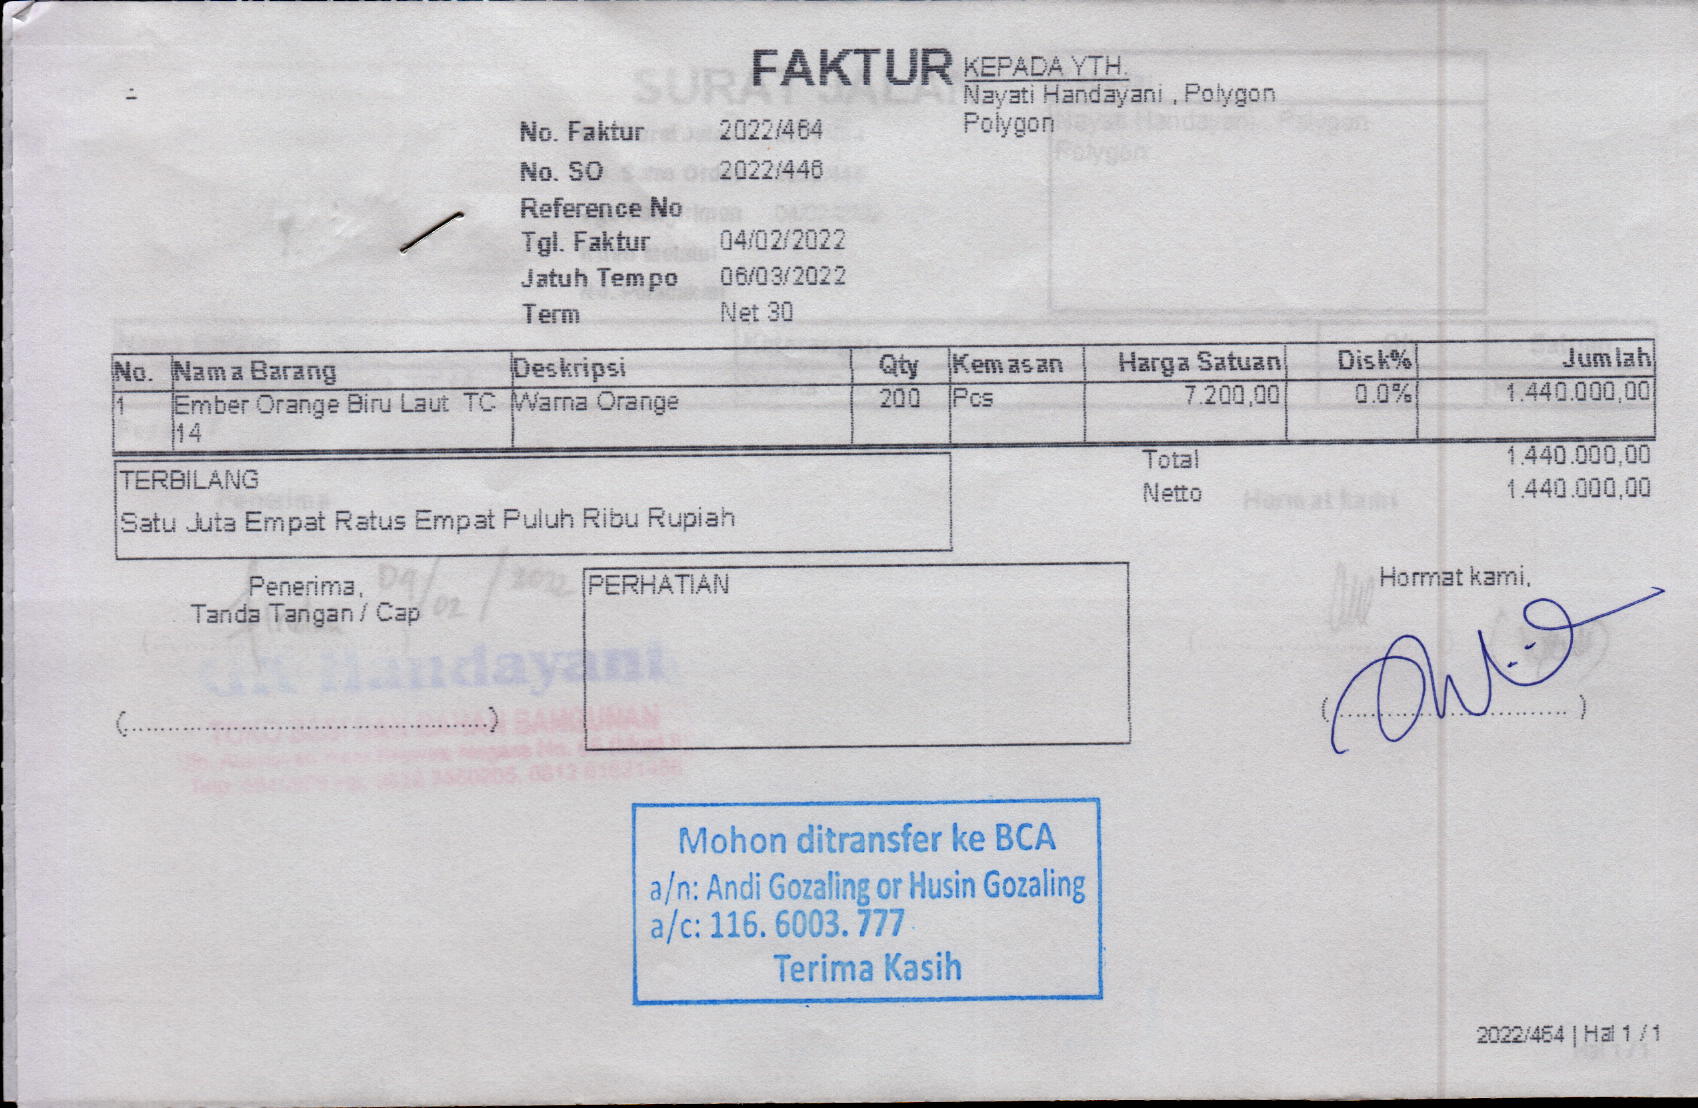 FAKTUR
KEPADA YTH.
Nayati Handayani , Polygon
Polygon
No. Faktur 2022/464
No. SO 2022/446
Reference No
Tgl. Faktur 04/02/2022
Jatuh Tempo 06/03/2022
Term Net 30
No. Nama Barang Deskripsi Qty Kemasan Harga Satuan Disk% Jumlah
1 Ember Orange Biru Laut TC Warna Orange 200 Pcs 7.200,00 0.0% 1.440.000,00
14
Total 1.440.000,00
Netto 1.440.000,00
TERBILANG
Satu Juta Empat Ratus Empat Puluh Ribu Rupiah
Penerima,
Tanda Tangan / Cap
(..................................................)
PERHATIAN
Hormat kami,
(..................................)
Mohon ditransfer ke BCA
a/n: Andi Gozaling or Husin Gozaling
a/c: 116. 6003. 777
Terima Kasih
2022/464 | Hal 1 / 1